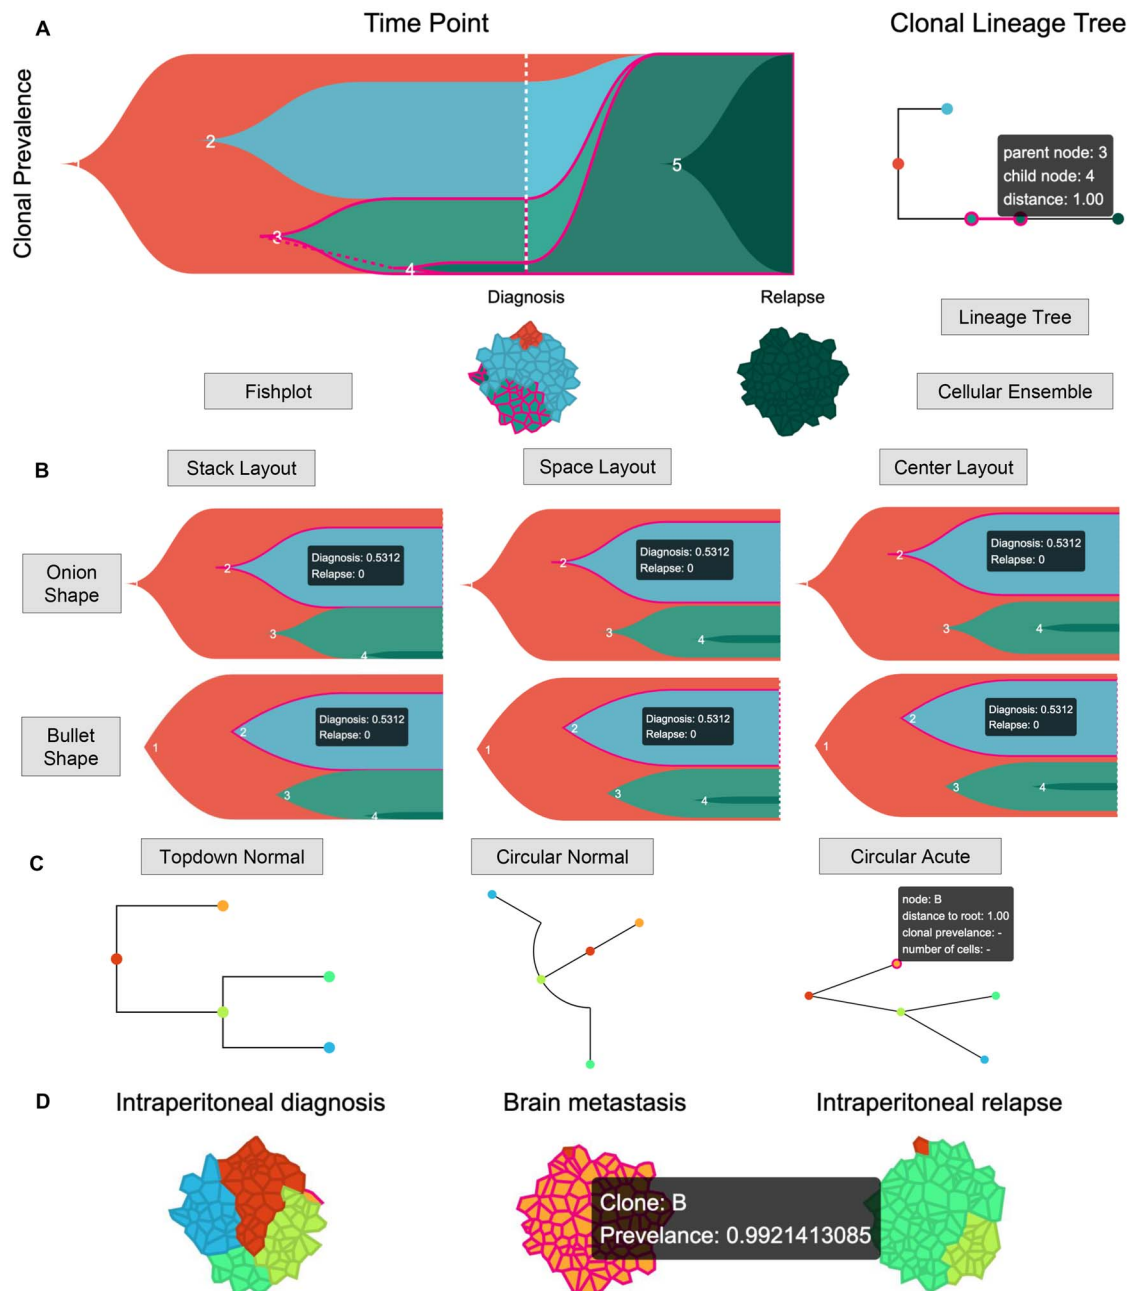 A
Time Point
Clonal Lineage Tree
Clonal Prevalence
1
2
3
4
5
parent node: 3
child node: 4
distance: 1.00
Diagnosis
Relapse
Lineage Tree
Fishplot
Cellular Ensemble
B
Stack Layout
Space Layout
Center Layout
Onion
Shape
1
2
Diagnosis: 0.5312
Relapse: 0
3
4
1
2
Diagnosis: 0.5312
Relapse: 0
3
4
1
2
Diagnosis: 0.5312
Relapse: 0
3
4
Bullet
Shape
1
2
Diagnosis: 0.5312
Relapse: 0
3
4
1
2
Diagnosis: 0.5312
Relapse: 0
3
4
1
2
Diagnosis: 0.5312
Relapse: 0
3
4
C
Topdown Normal
Circular Normal
Circular Acute
node: B
distance to root: 1.00
clonal prevelance: -
number of cells: -
D
Intraperitoneal diagnosis
Brain metastasis
Intraperitoneal relapse
Clone: B
Prevelance: 0.9921413085